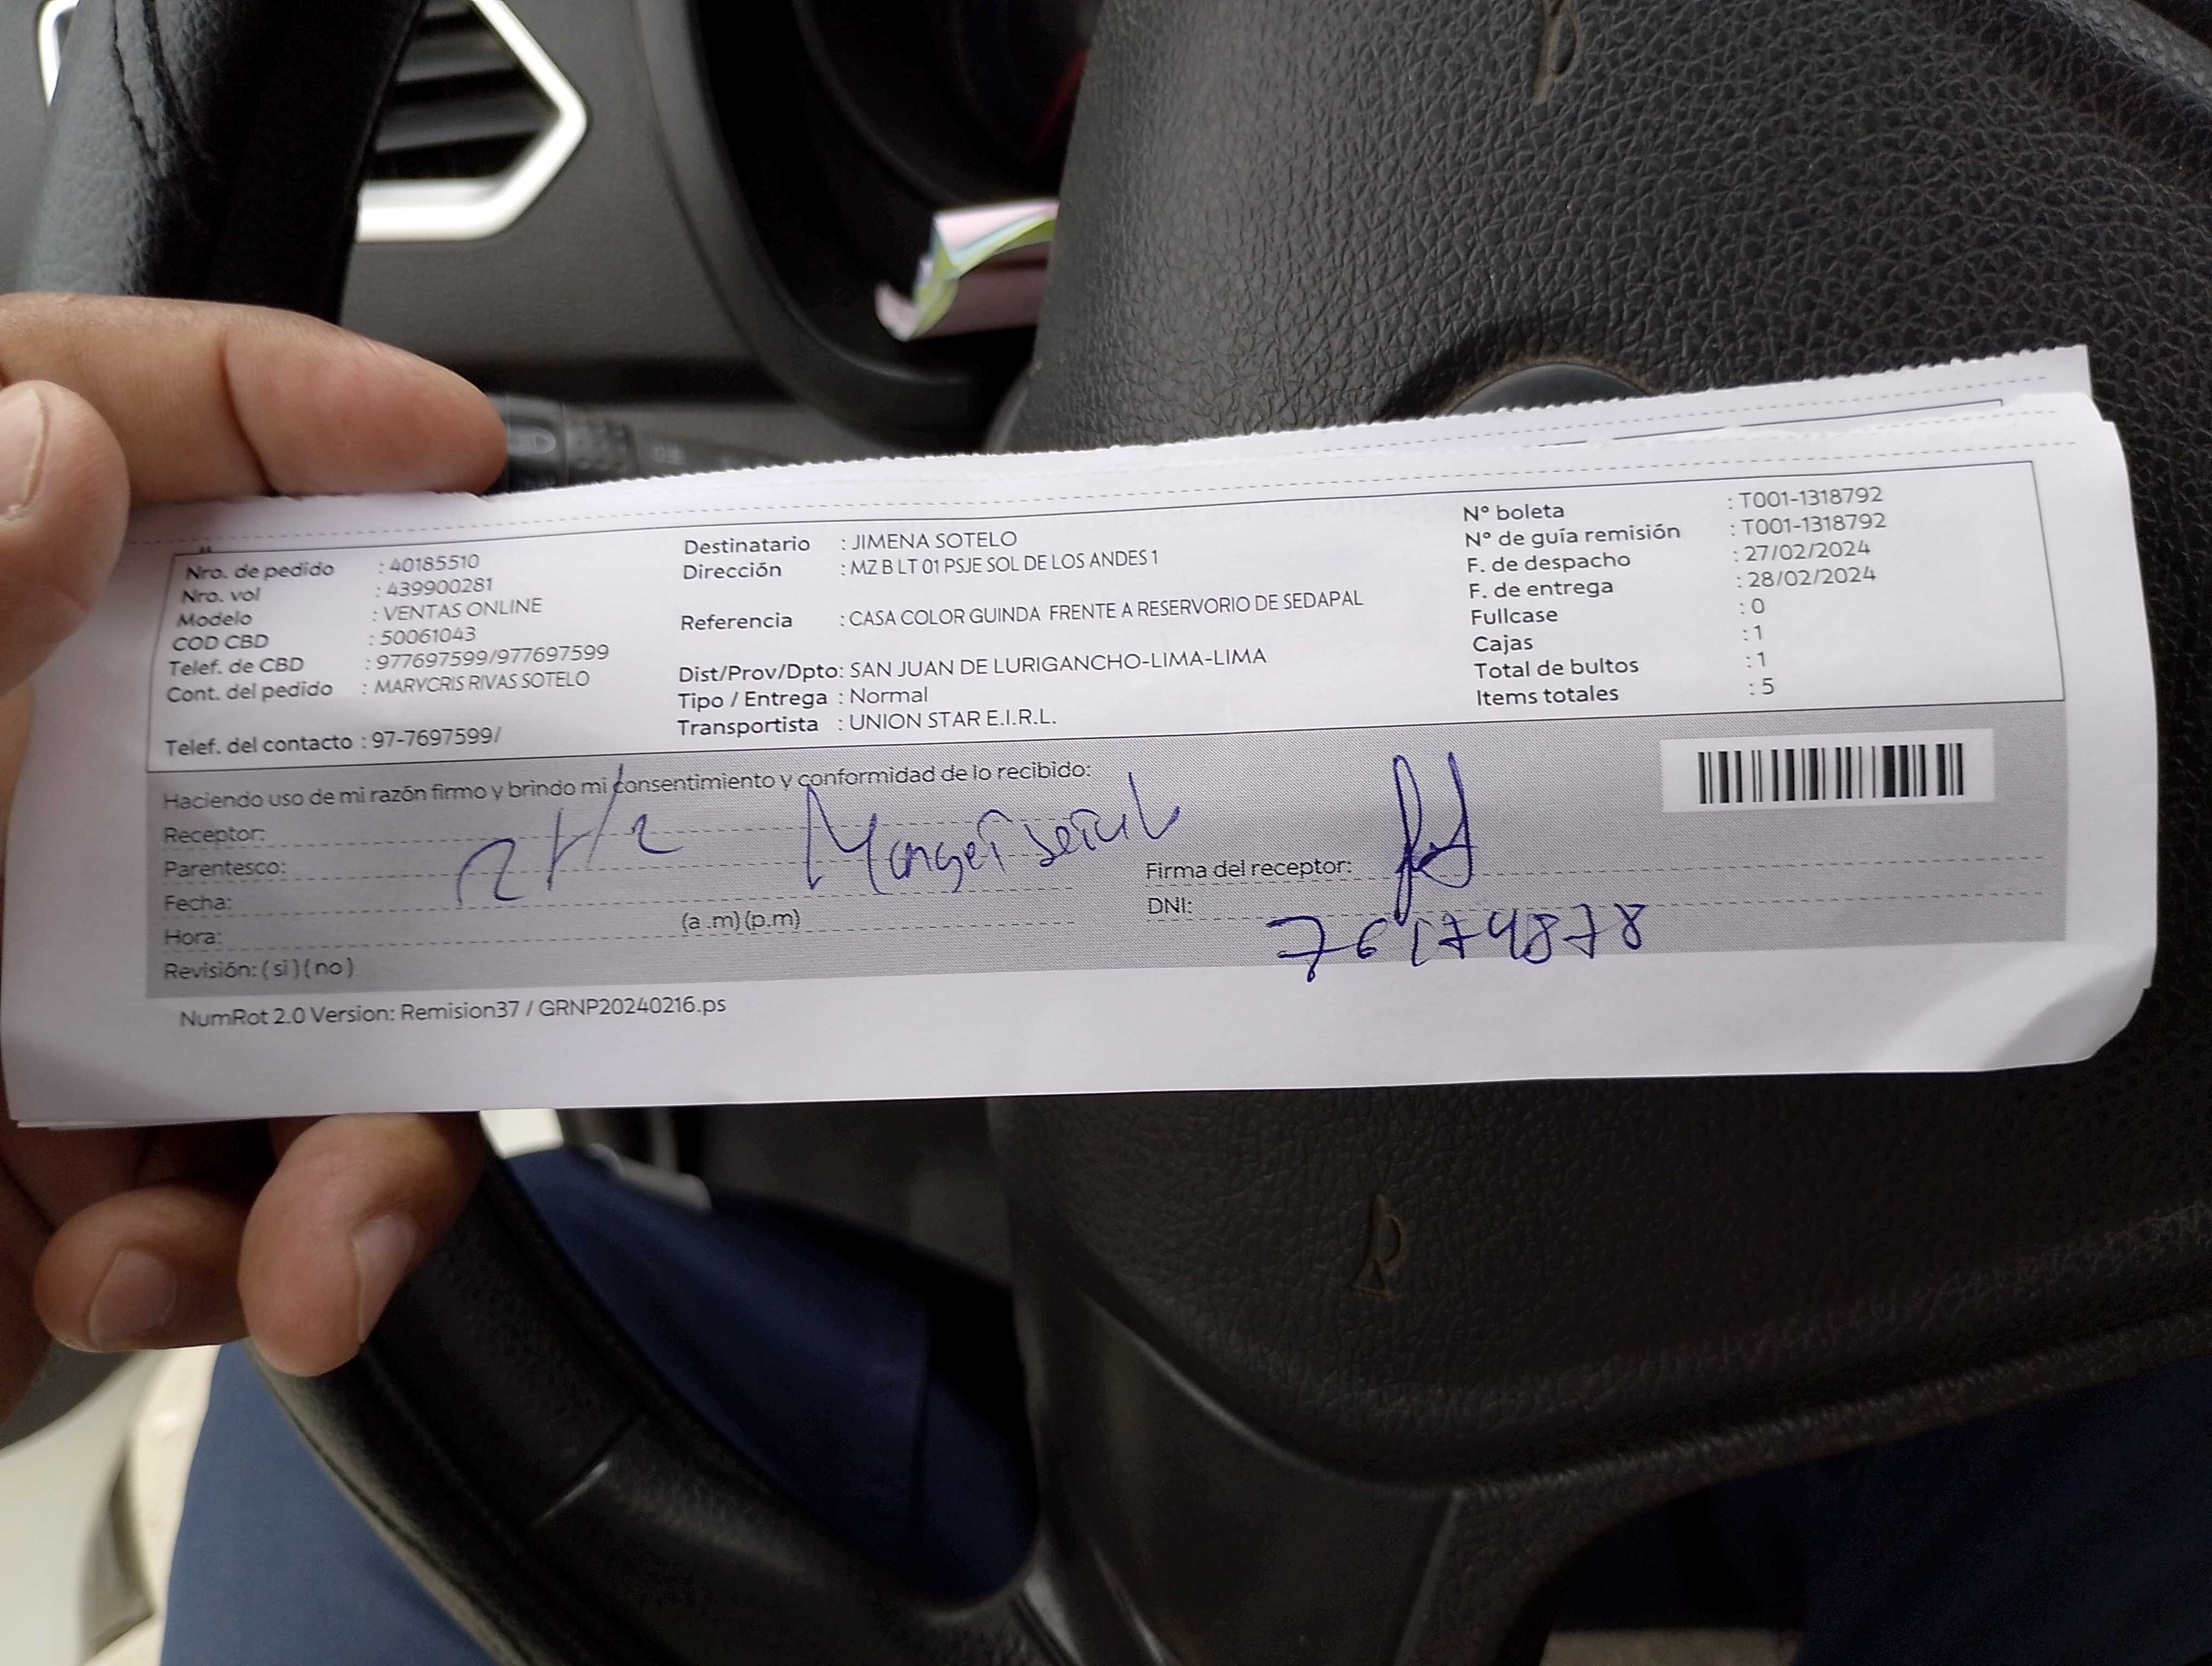 Nro. de pedido : 40185510
Nro. vol : 439900281
Modelo : VENTAS ONLINE
COD CBD : 50061043
Telef. de CBD : 977697599/977697599
Cont. del pedido : MARYCRIS RIVAS SOTELO
Telef. del contacto : 97-7697599/
Destinatario : JIMENA SOTELO
Dirección : MZ B LT 01 PSJE SOL DE LOS ANDES 1
Referencia : CASA COLOR GUINDA FRENTE A RESERVORIO DE SEDAPAL
Dist/Prov/Dpto: SAN JUAN DE LURIGANCHO-LIMA-LIMA
Tipo / Entrega : Normal
Transportista : UNION STAR E.I.R.L.
N° boleta : T001-1318792
N° de guía remisión : T001-1318792
F. de despacho : 27/02/2024
F. de entrega : 28/02/2024
Fullcase : 0
Cajas : 1
Total de bultos : 1
Items totales : 5
Haciendo uso de mi razón firmo y brindo mi consentimiento y conformidad de lo recibido:
Receptor:
Parentesco:
Fecha:
Hora: (a .m) (p.m)
Revisión: ( si ) ( no )
Firma del receptor:
DNI: 76174878
NumRot 2.0 Version: Remision37 / GRNP20240216.ps